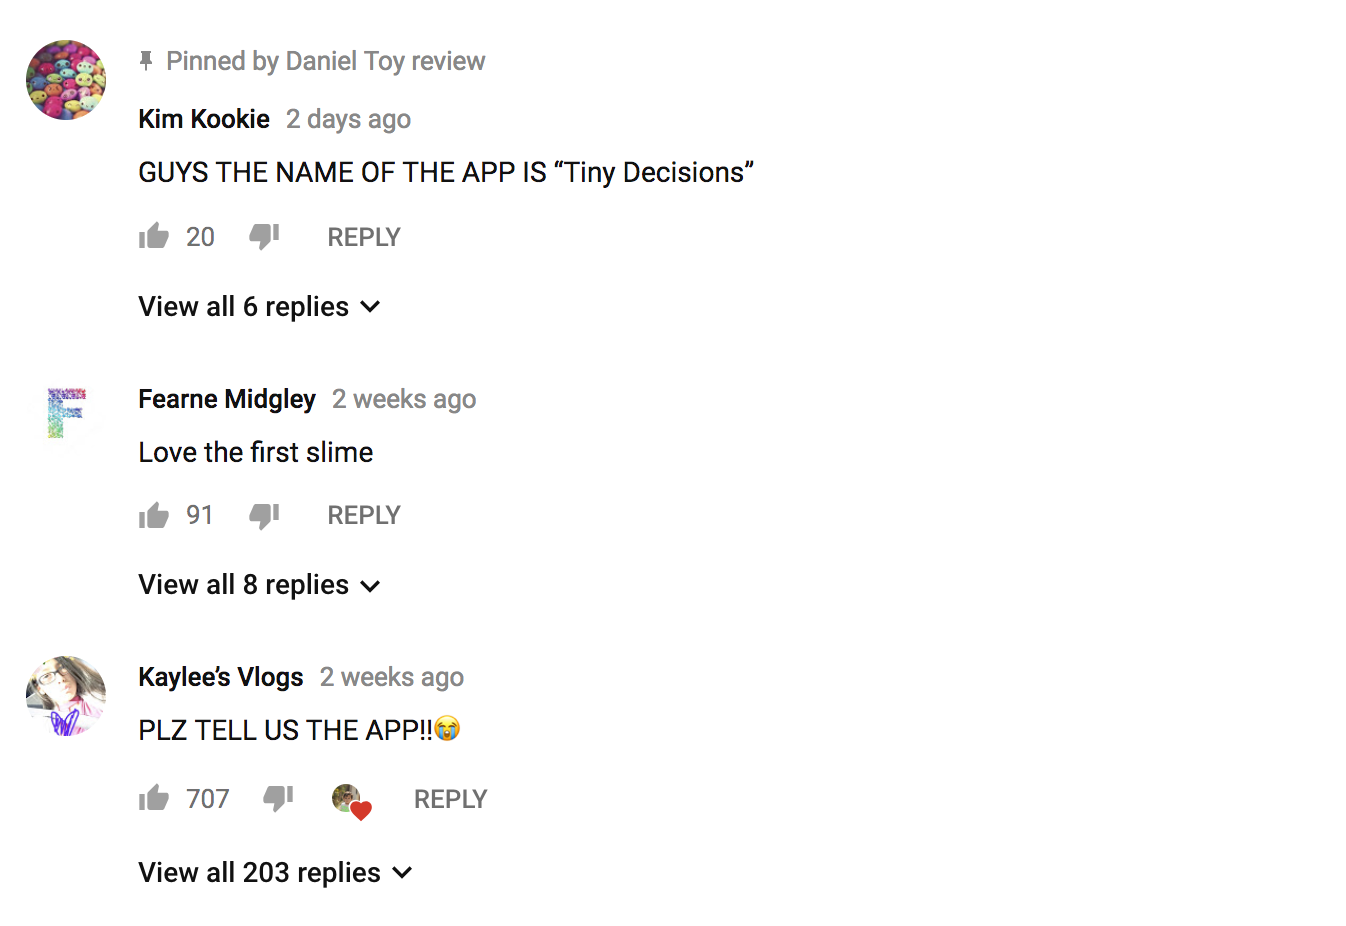 Pinned by Daniel Toy review
Kim Kookie 2 days ago
GUYS THE NAME OF THE APP IS “Tiny Decisions”
20 REPLY
View all 6 replies
F
Fearne Midgley 2 weeks ago
Love the first slime
91 REPLY
View all 8 replies
Kaylee’s Vlogs 2 weeks ago
PLZ TELL US THE APP!!😭
707 REPLY
View all 203 replies